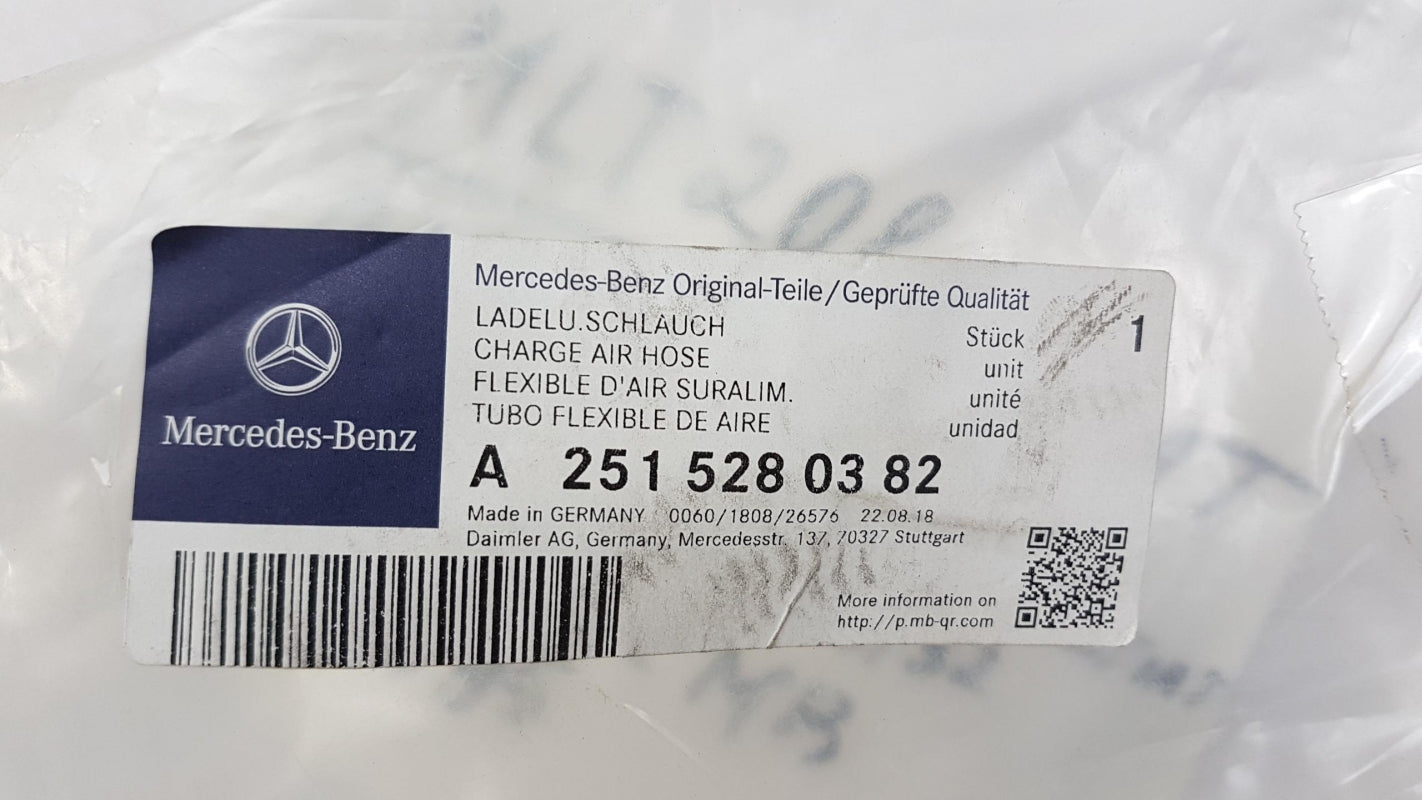 Mercedes-Benz
Mercedes-Benz Original-Teile/Geprüfte Qualität
LADELU.SCHLAUCH Stück 1
CHARGE AIR HOSE unit
FLEXIBLE D'AIR SURALIM. unité
TUBO FLEXIBLE DE AIRE unidad
A 251 528 03 82
Made in GERMANY 0060/1808/26576 22.08.18
Daimler AG, Germany, Mercedesstr. 137, 70327 Stuttgart
More information on
http://p.mb-qr.com